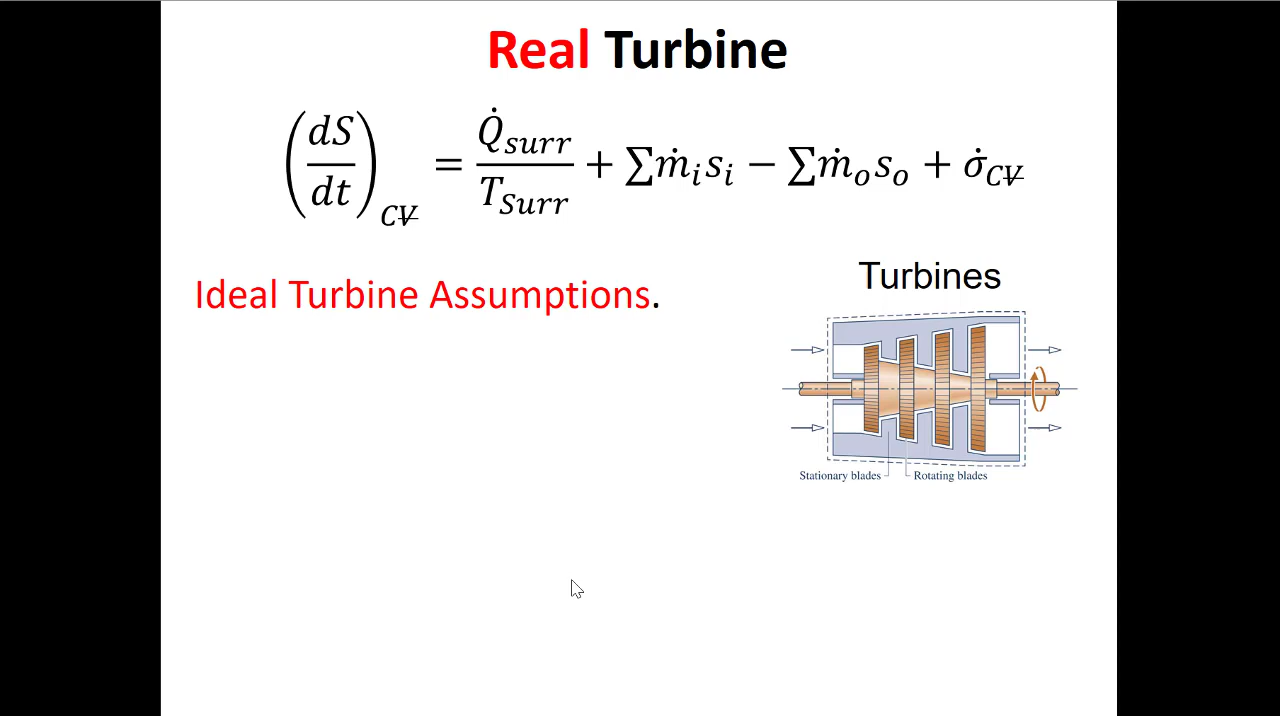 Real Turbine
(dS/dt)_CV̶ = Q̇_surr/T_Surr + ∑ṁ_i s_i − ∑ṁ_o s_o + σ̇_CV̶
Ideal Turbine Assumptions.
Turbines
Stationary blades
Rotating blades